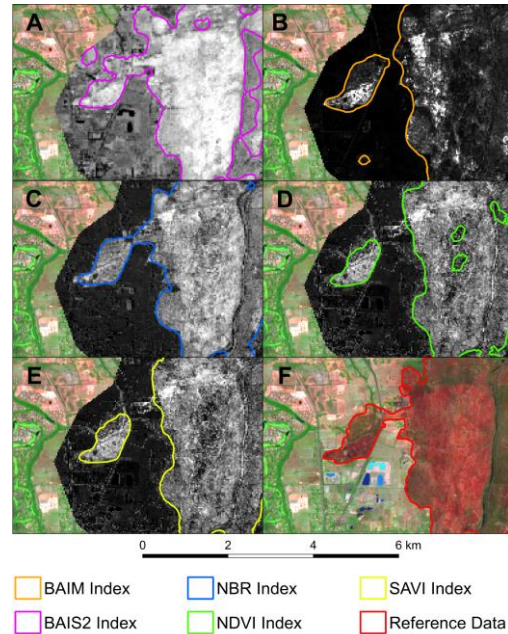 A B
C D
E F
0 2 4 6 km
BAIM Index NBR Index SAVI Index
BAIS2 Index NDVI Index Reference Data